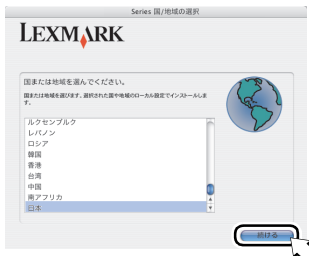 Series 国/地域の選択
LEXMARK
国または地域を選んでください。
国または地域を選びます。選択された国や地域のローカル設定でインストールしま
す。
ルクセンブルク
レバノン
ロシア
韓国
香港
台湾
中国
南アフリカ
日本
続ける